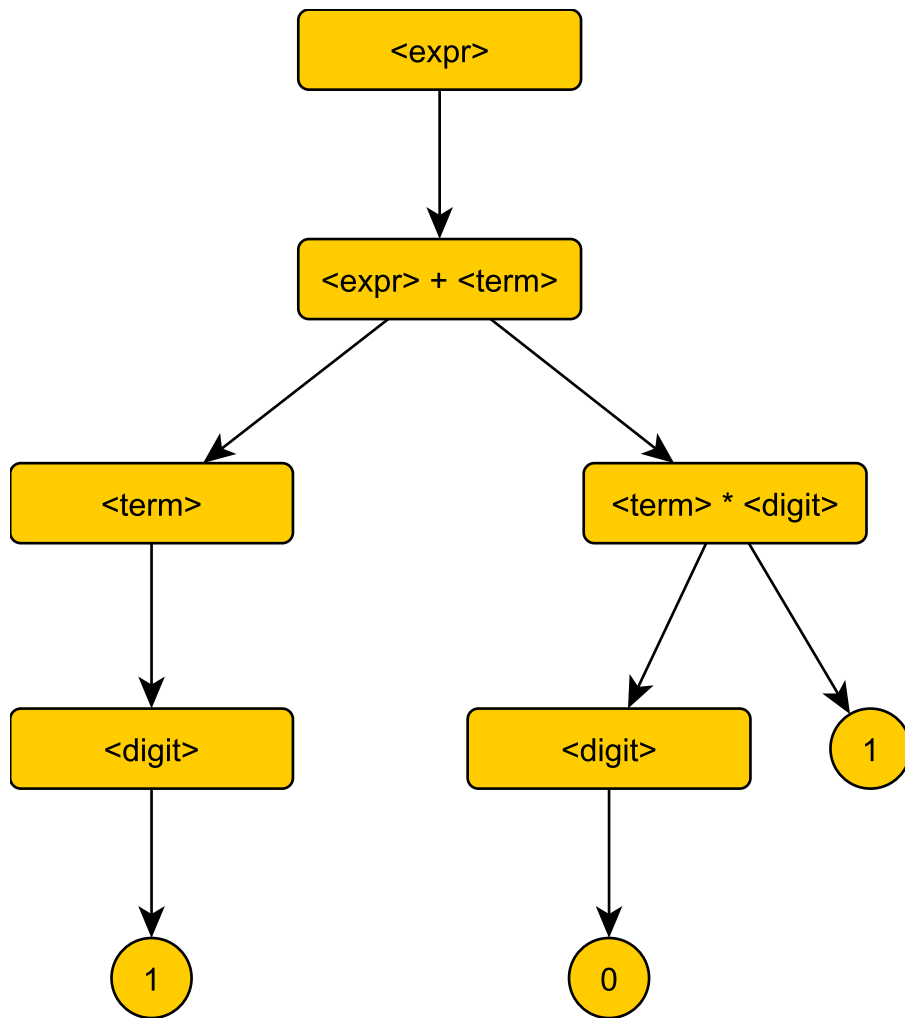 <expr>
<expr> + <term>
<term>
<term> * <digit>
<digit>
<digit>
1
1
0